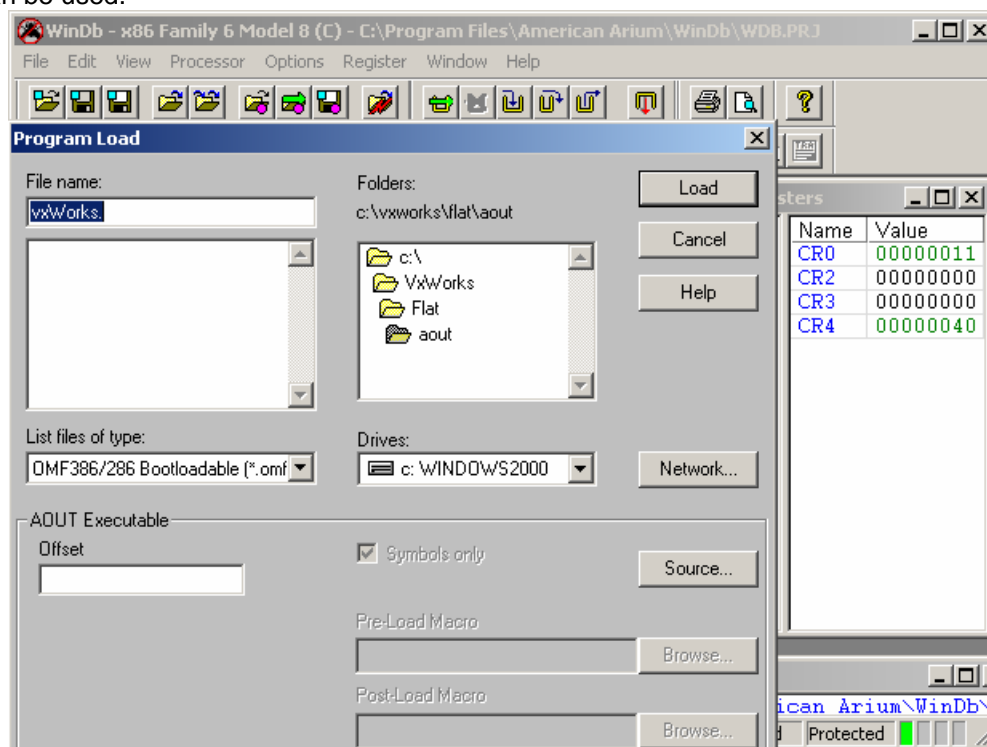 n be used.
WinDb - x86 Family 6 Model 8 (C) - C:\Program Files\American Arium\WinDb\WDB.PRJ
File Edit View Processor Options Register Window Help
Program Load
File name:
vxWorks.
Folders:
c:\vxworks\flat\aout
c:\
VxWorks
Flat
aout
Load
Cancel
Help
List files of type:
OMF386/286 Bootloadable (*.omf
Drives:
c: WINDOWS2000
Network...
AOUT Executable
Offset
Symbols only
Source...
Pre-Load Macro
Browse...
Post-Load Macro
Browse...
sters
Name Value
CR0 00000011
CR2 00000000
CR3 00000000
CR4 00000040
ican Arium\WinDb\
Protected